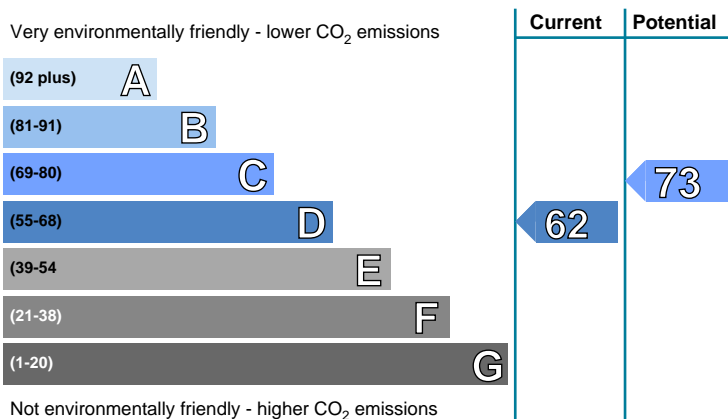 Current Potential
Very environmentally friendly - lower CO2 emissions
(92 plus) A
(81-91) B
(69-80) C
73
(55-68) D
62
(39-54 E
(21-38) F
(1-20) G
Not environmentally friendly - higher CO2 emissions